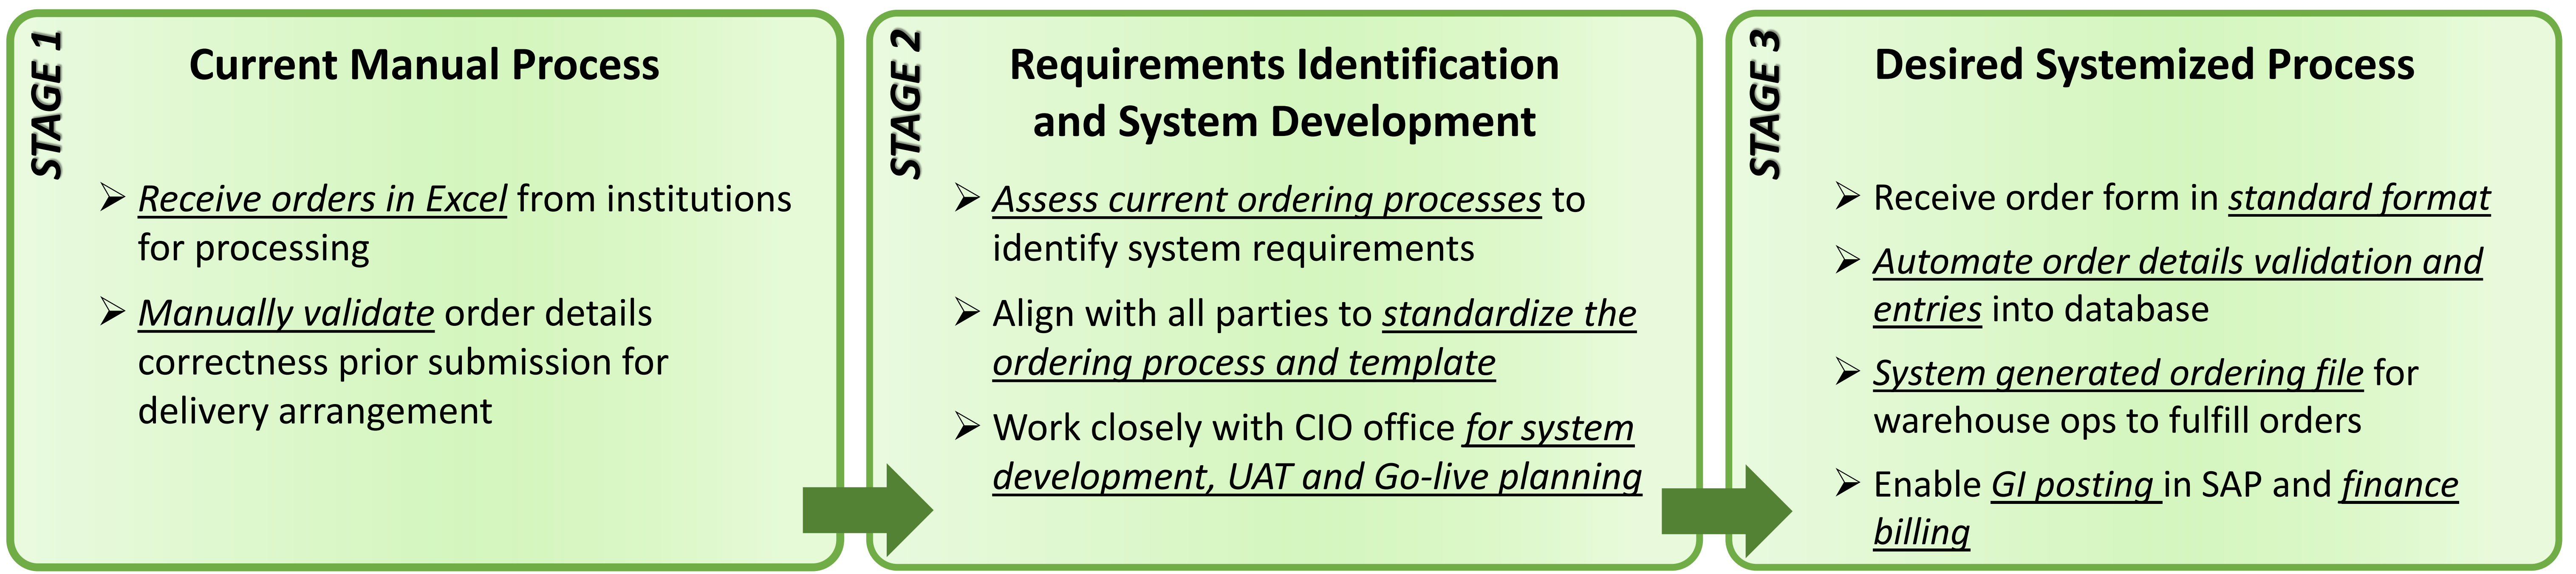 STAGE 1
Current Manual Process
➢ Receive orders in Excel from institutions
for processing
➢ Manually validate order details
correctness prior submission for
delivery arrangement
STAGE 2
Requirements Identification
and System Development
➢ Assess current ordering processes to
identify system requirements
➢ Align with all parties to standardize the
ordering process and template
➢ Work closely with CIO office for system
development, UAT and Go-live planning
STAGE 3
Desired Systemized Process
➢ Receive order form in standard format
➢ Automate order details validation and
entries into database
➢ System generated ordering file for
warehouse ops to fulfill orders
➢ Enable GI posting in SAP and finance
billing